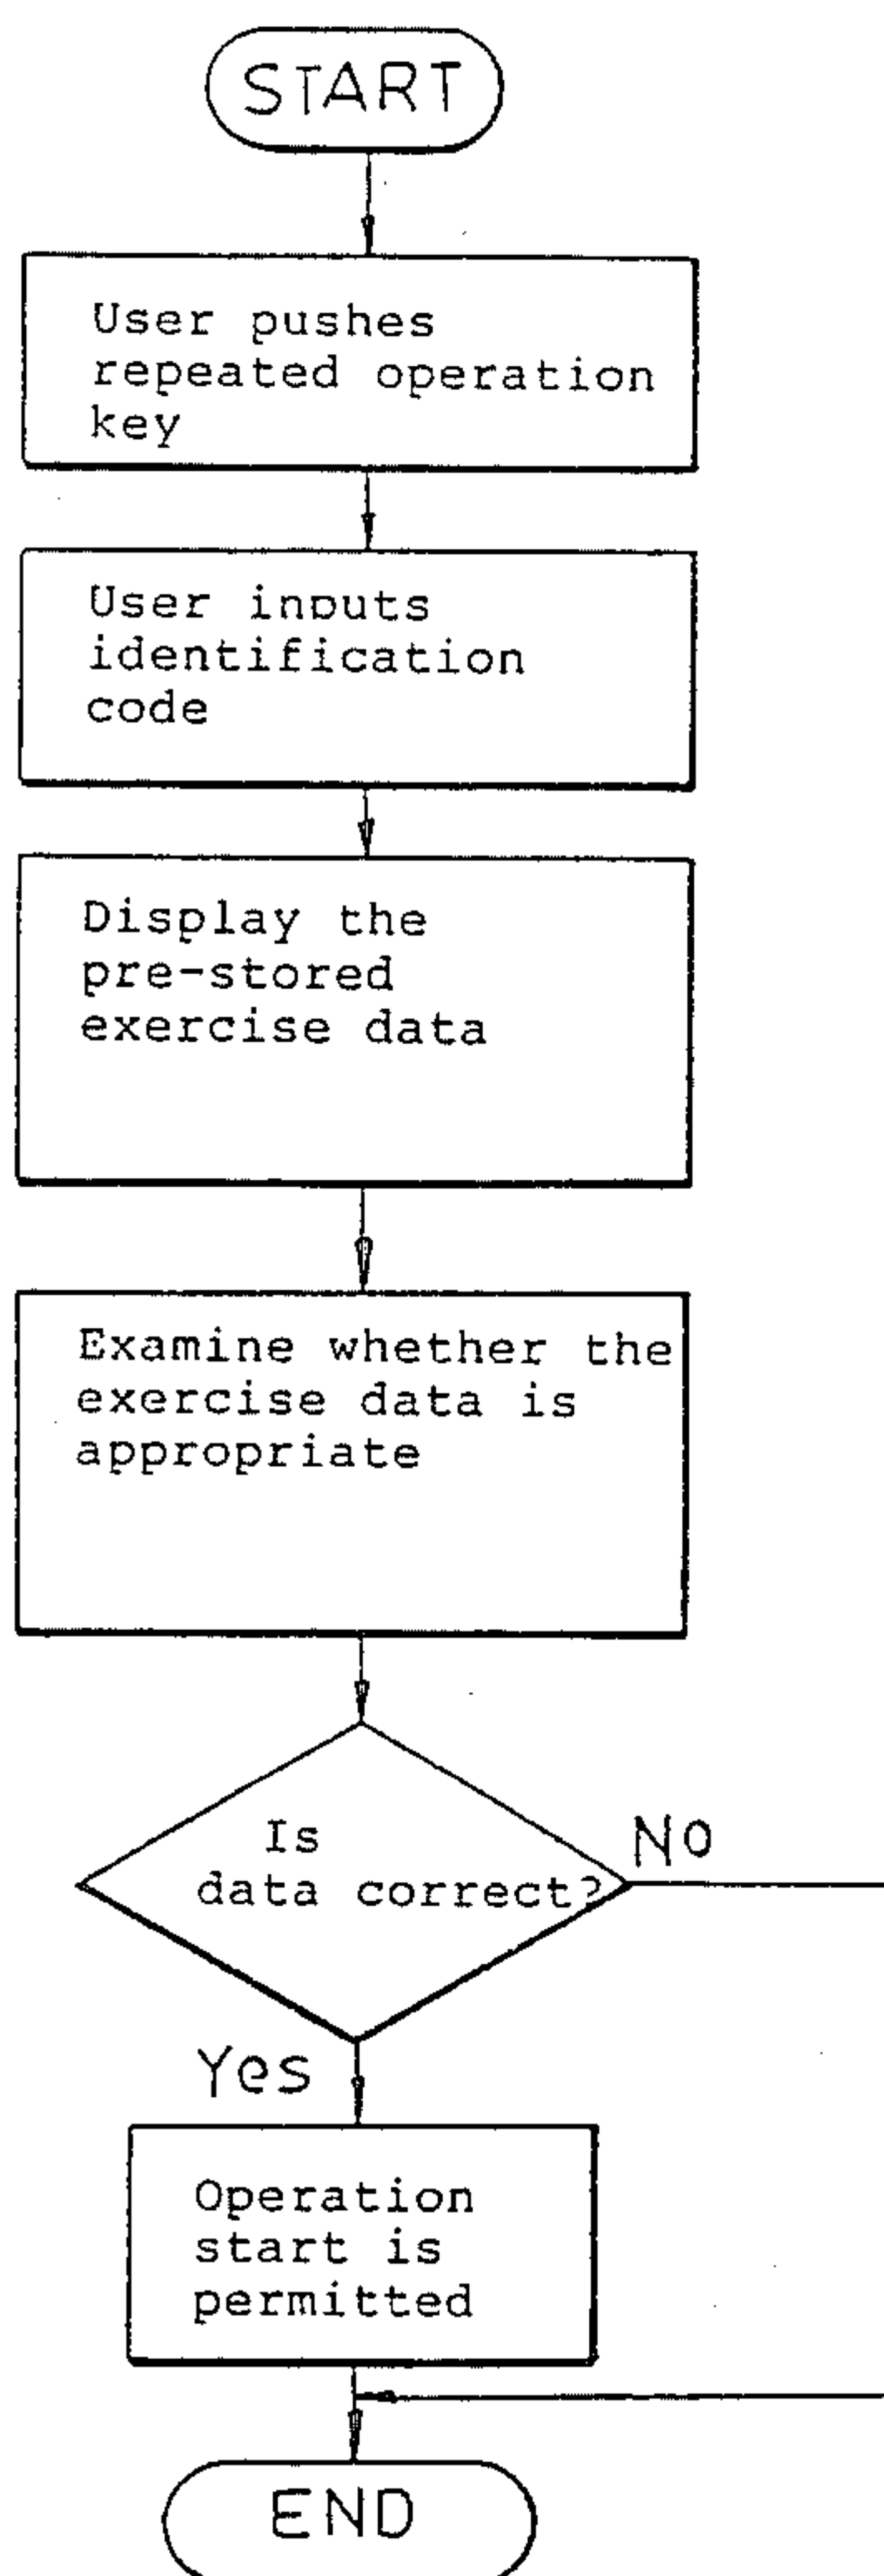 START
User pushes
repeated operation
key
User inputs
identification
code
Display the
pre-stored
exercise data
Examine whether the
exercise data is
appropriate
Is
data correct?
No
Yes
Operation
start is
permitted
END